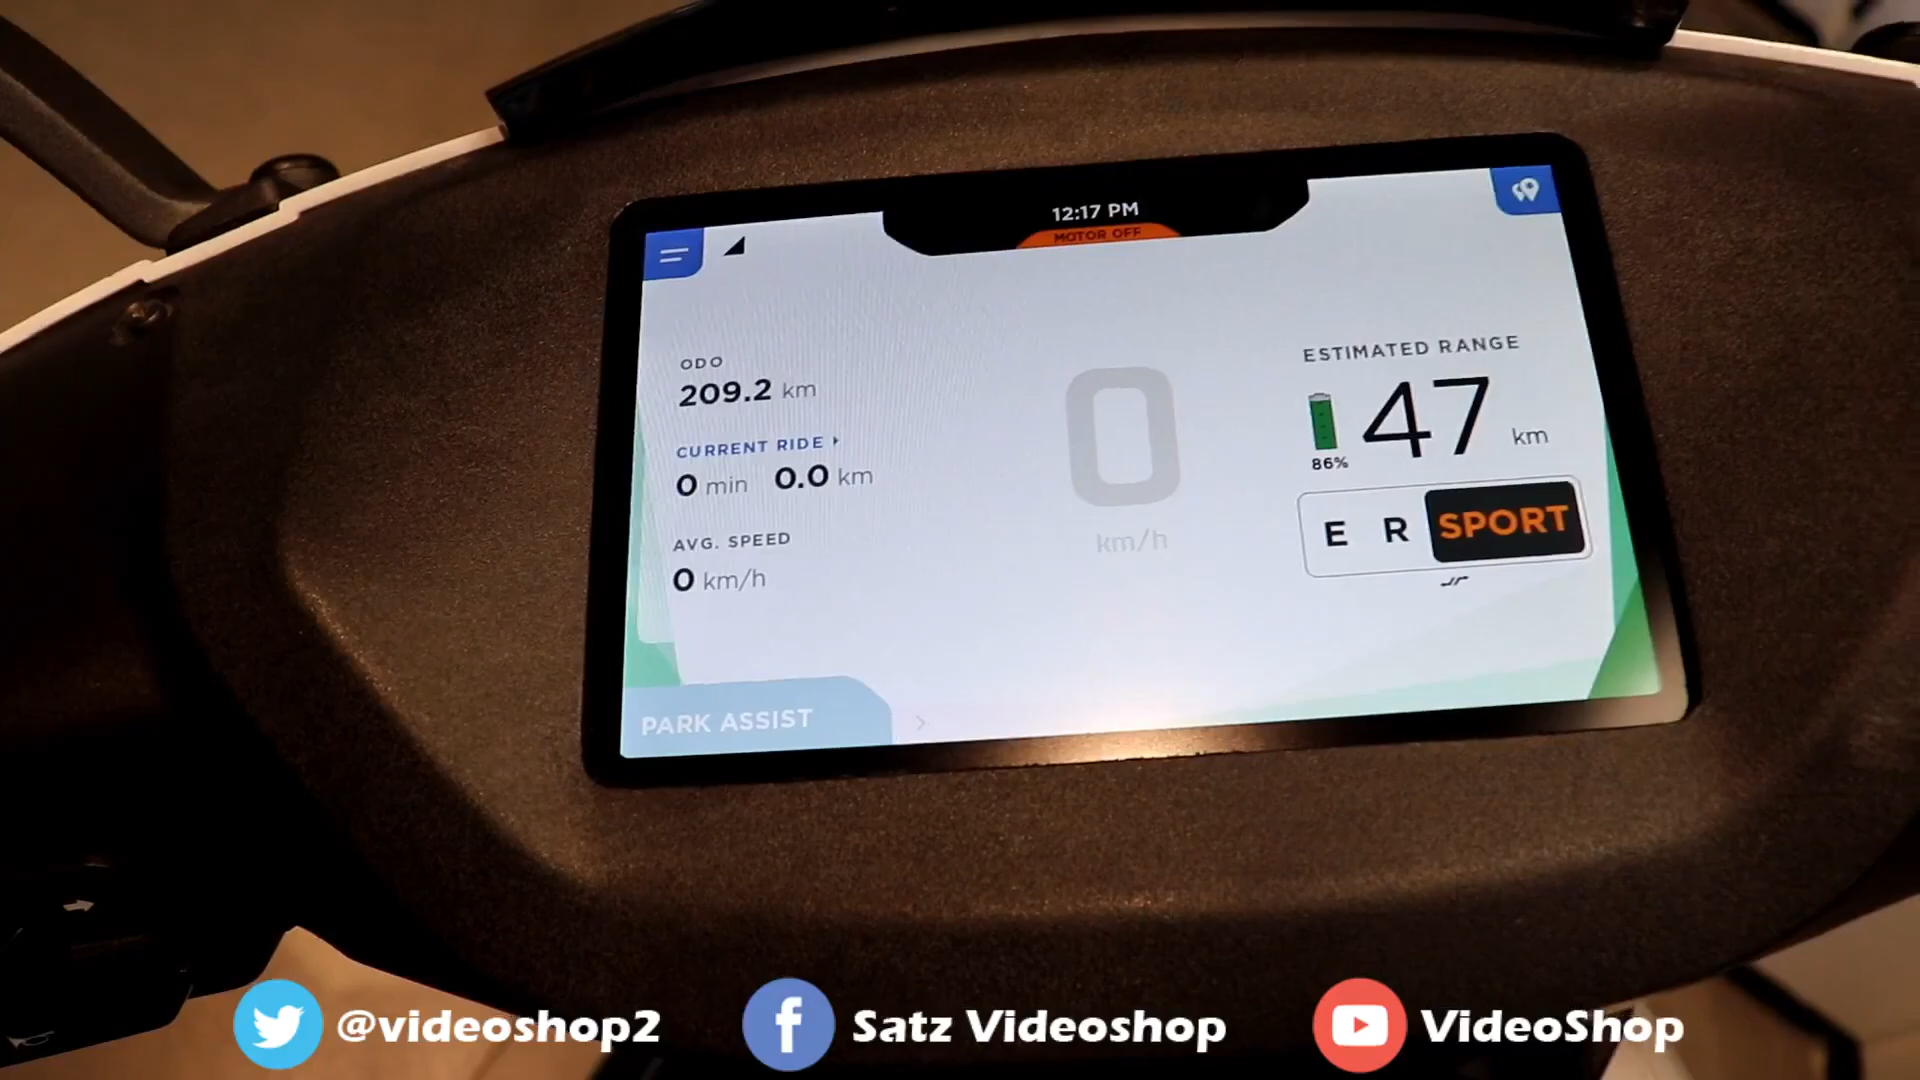 12:17 PM
MOTOR OFF
ODO
209.2 km
CURRENT RIDE
0 min 0.0 km
AVG. SPEED
0 km/h
0
km/h
ESTIMATED RANGE
47 km
86%
E R SPORT
PARK ASSIST
@videoshop2
Satz Videoshop
VideoShop